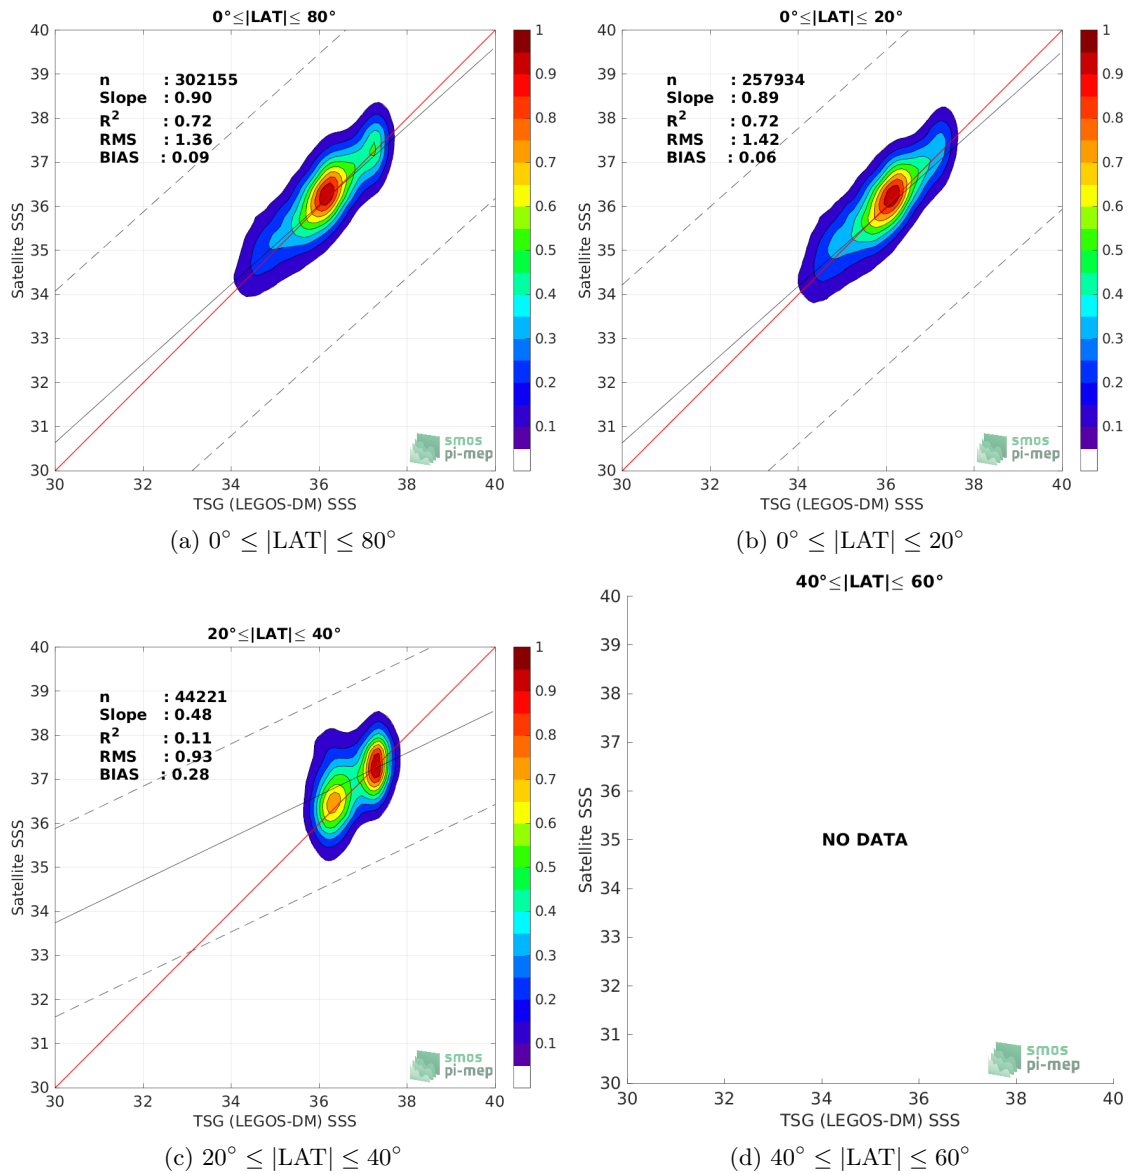 0°≤|LAT|≤ 80°
40
39
38
37
36
35
34
33
32
31
30
Satellite SSS
n : 302155
Slope : 0.90
R2 : 0.72
RMS : 1.36
BIAS : 0.09
smos
pi-mep
30 32 34 36 38 40
TSG (LEGOS-DM) SSS
1
0.9
0.8
0.7
0.6
0.5
0.4
0.3
0.2
0.1
(a) 0° ≤ |LAT| ≤ 80°
0°≤|LAT|≤ 20°
40
39
38
37
36
35
34
33
32
31
30
Satellite SSS
n : 257934
Slope : 0.89
R2 : 0.72
RMS : 1.42
BIAS : 0.06
smos
pi-mep
30 32 34 36 38 40
TSG (LEGOS-DM) SSS
1
0.9
0.8
0.7
0.6
0.5
0.4
0.3
0.2
0.1
(b) 0° ≤ |LAT| ≤ 20°
20°≤|LAT|≤ 40°
40
39
38
37
36
35
34
33
32
31
30
Satellite SSS
n : 44221
Slope : 0.48
R2 : 0.11
RMS : 0.93
BIAS : 0.28
smos
pi-mep
30 32 34 36 38 40
TSG (LEGOS-DM) SSS
1
0.9
0.8
0.7
0.6
0.5
0.4
0.3
0.2
0.1
(c) 20° ≤ |LAT| ≤ 40°
40°≤|LAT|≤ 60°
40
39
38
37
36
35
34
33
32
31
30
Satellite SSS
NO DATA
smos
pi-mep
30 32 34 36 38 40
TSG (LEGOS-DM) SSS
(d) 40° ≤ |LAT| ≤ 60°